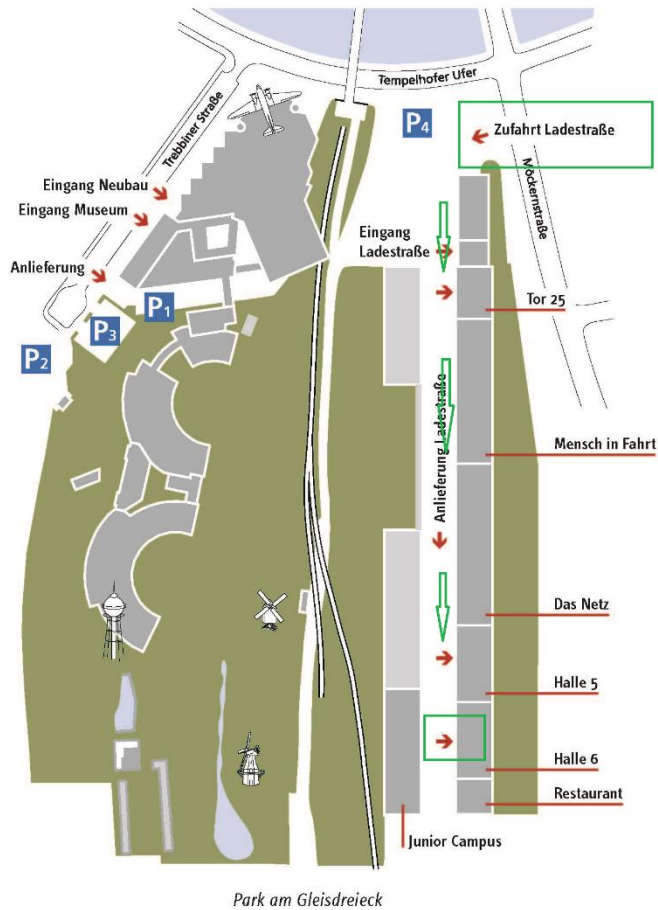 Tempelhofer Ufer
Trebbiner Straße
P4
Zufahrt Ladestraße
Möckernstraße
Eingang Neubau
Eingang Museum
Eingang
Ladestraße
Anlieferung
Tor 25
P1
P3
P2
Anlieferung Ladestraße
Mensch in Fahrt
Das Netz
Halle 5
Halle 6
Restaurant
Junior Campus
Park am Gleisdreieck